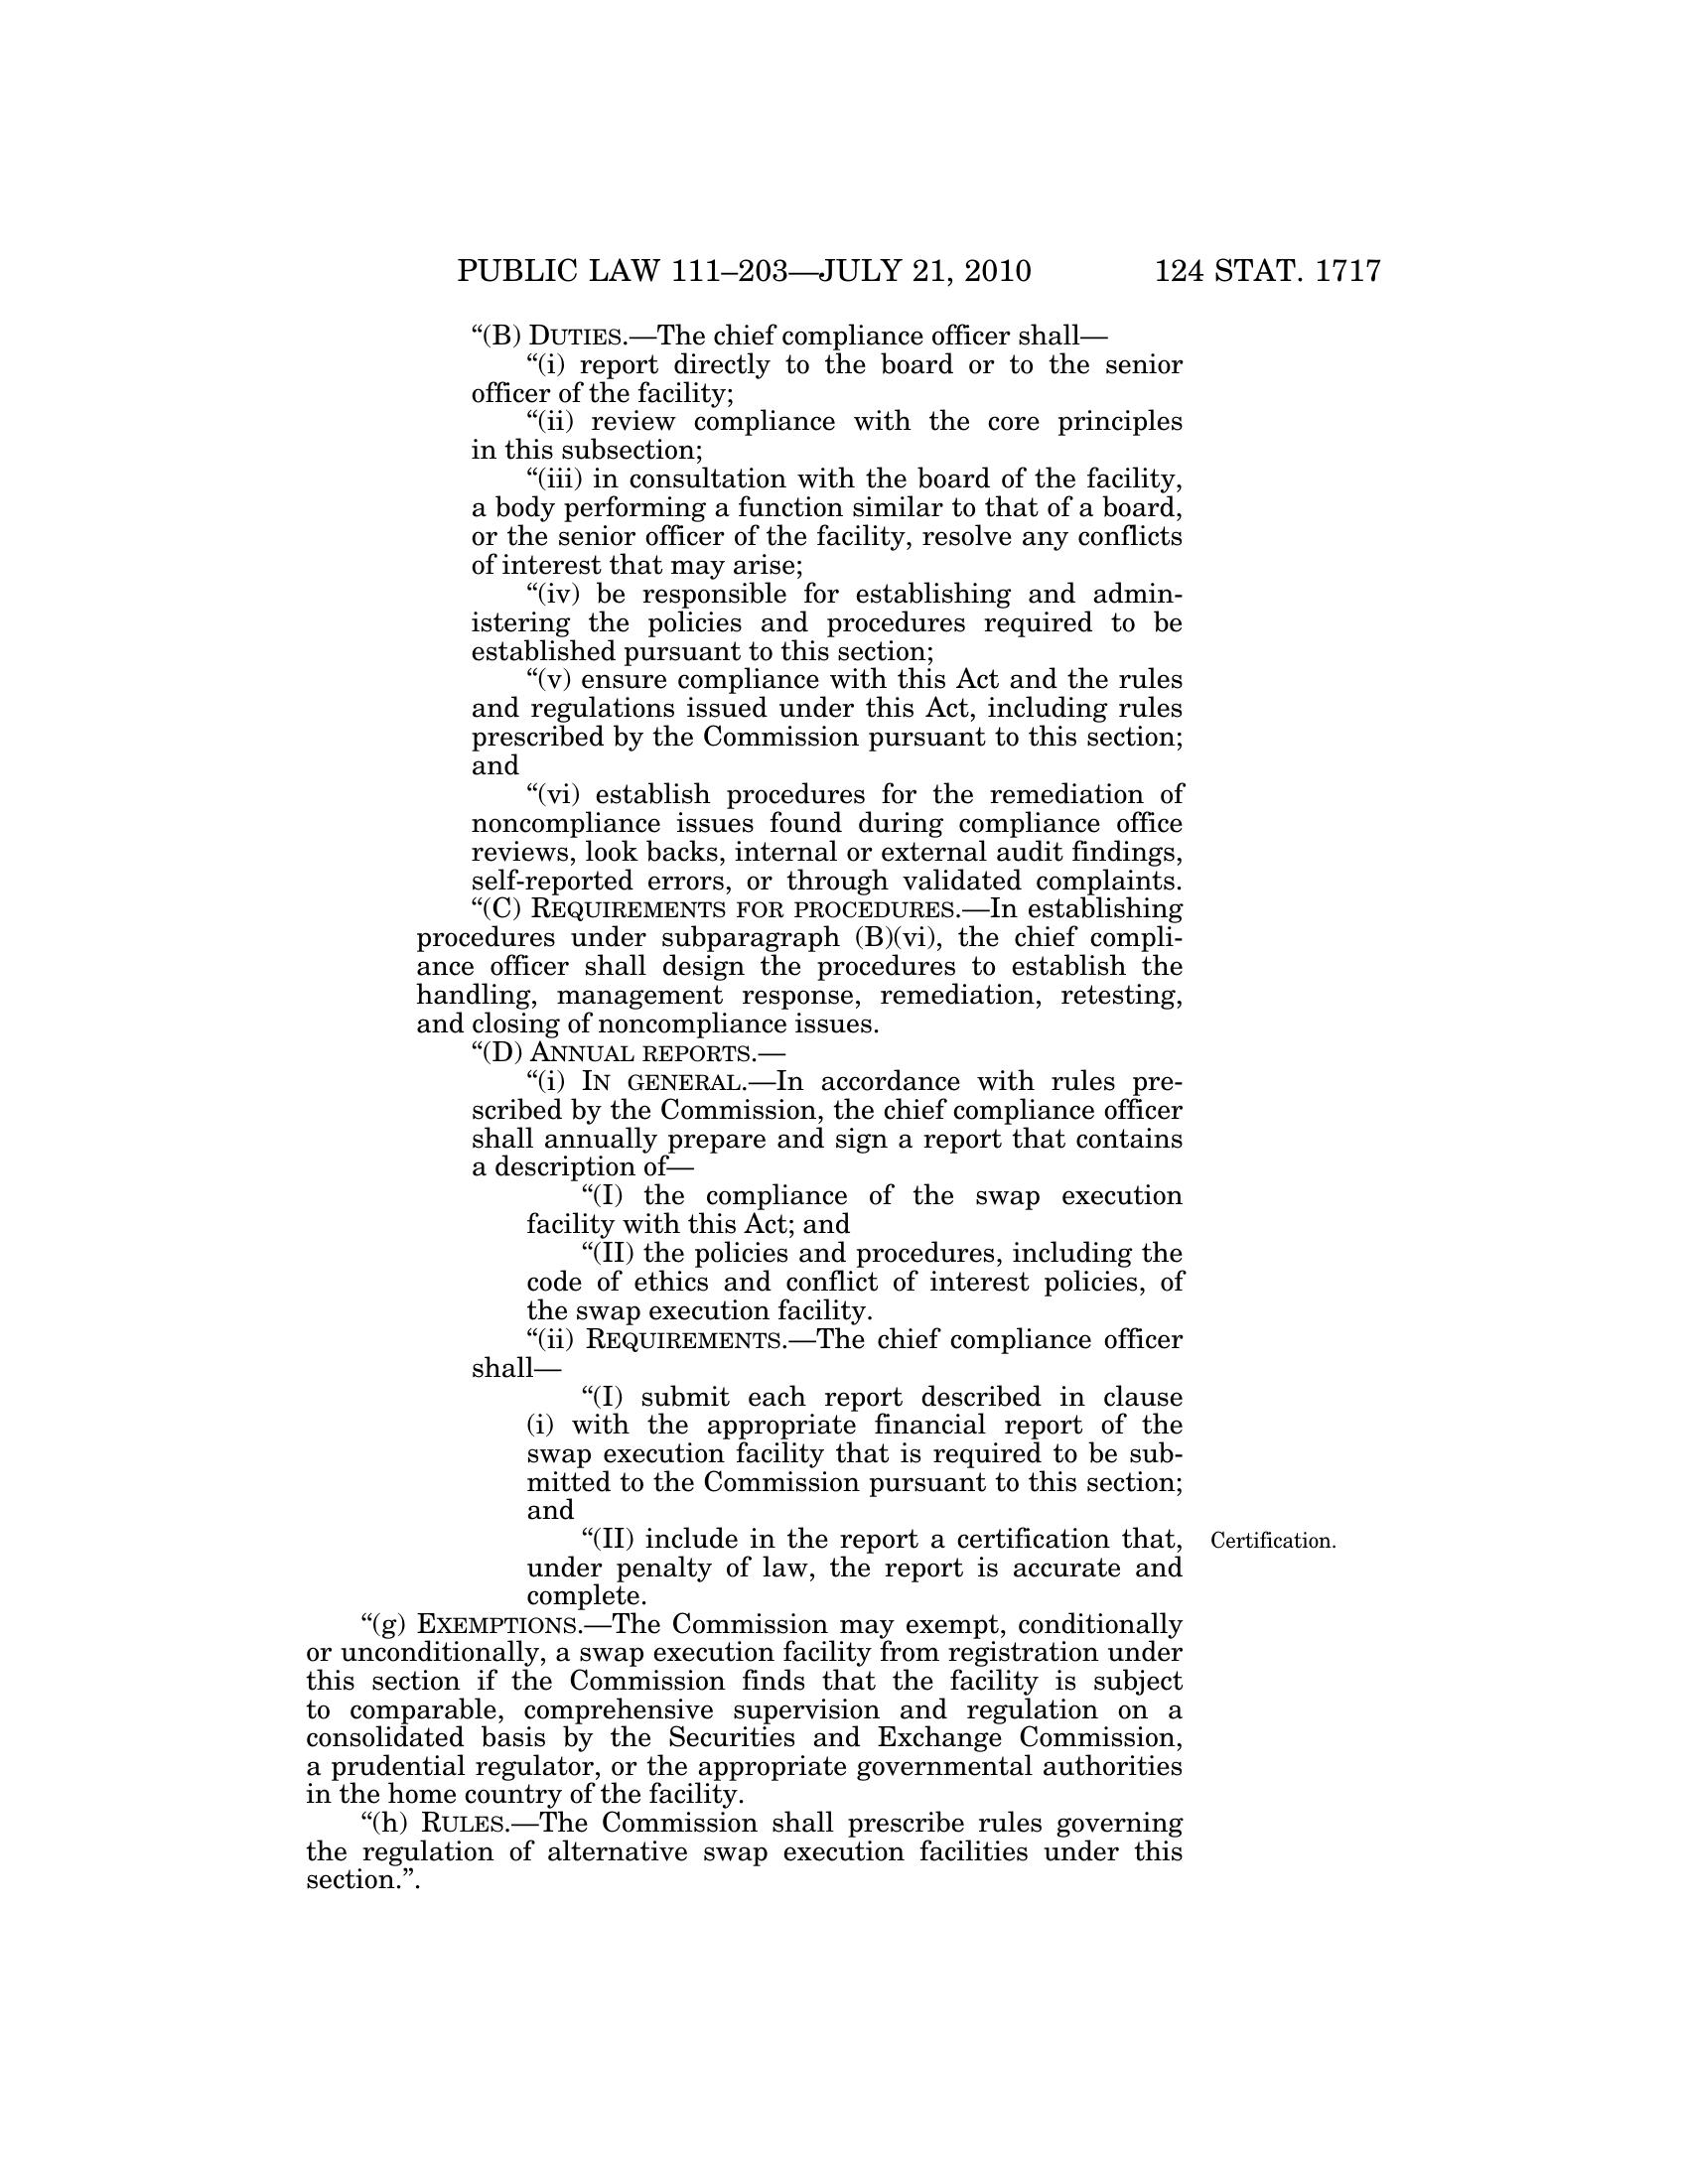 PUBLIC LAW 111–203—JULY 21, 2010 124 STAT. 1717
“(B) DUTIES.—The chief compliance officer shall—
“(i) report directly to the board or to the senior
officer of the facility;
“(ii) review compliance with the core principles
in this subsection;
“(iii) in consultation with the board of the facility,
a body performing a function similar to that of a board,
or the senior officer of the facility, resolve any conflicts
of interest that may arise;
“(iv) be responsible for establishing and admin-
istering the policies and procedures required to be
established pursuant to this section;
“(v) ensure compliance with this Act and the rules
and regulations issued under this Act, including rules
prescribed by the Commission pursuant to this section;
and
“(vi) establish procedures for the remediation of
noncompliance issues found during compliance office
reviews, look backs, internal or external audit findings,
self-reported errors, or through validated complaints.
“(C) REQUIREMENTS FOR PROCEDURES.—In establishing
procedures under subparagraph (B)(vi), the chief compli-
ance officer shall design the procedures to establish the
handling, management response, remediation, retesting,
and closing of noncompliance issues.
“(D) ANNUAL REPORTS.—
“(i) IN GENERAL.—In accordance with rules pre-
scribed by the Commission, the chief compliance officer
shall annually prepare and sign a report that contains
a description of—
“(I) the compliance of the swap execution
facility with this Act; and
“(II) the policies and procedures, including the
code of ethics and conflict of interest policies, of
the swap execution facility.
“(ii) REQUIREMENTS.—The chief compliance officer
shall—
“(I) submit each report described in clause
(i) with the appropriate financial report of the
swap execution facility that is required to be sub-
mitted to the Commission pursuant to this section;
and
“(II) include in the report a certification that, Certification.
under penalty of law, the report is accurate and
complete.
“(g) EXEMPTIONS.—The Commission may exempt, conditionally
or unconditionally, a swap execution facility from registration under
this section if the Commission finds that the facility is subject
to comparable, comprehensive supervision and regulation on a
consolidated basis by the Securities and Exchange Commission,
a prudential regulator, or the appropriate governmental authorities
in the home country of the facility.
“(h) RULES.—The Commission shall prescribe rules governing
the regulation of alternative swap execution facilities under this
section.”.